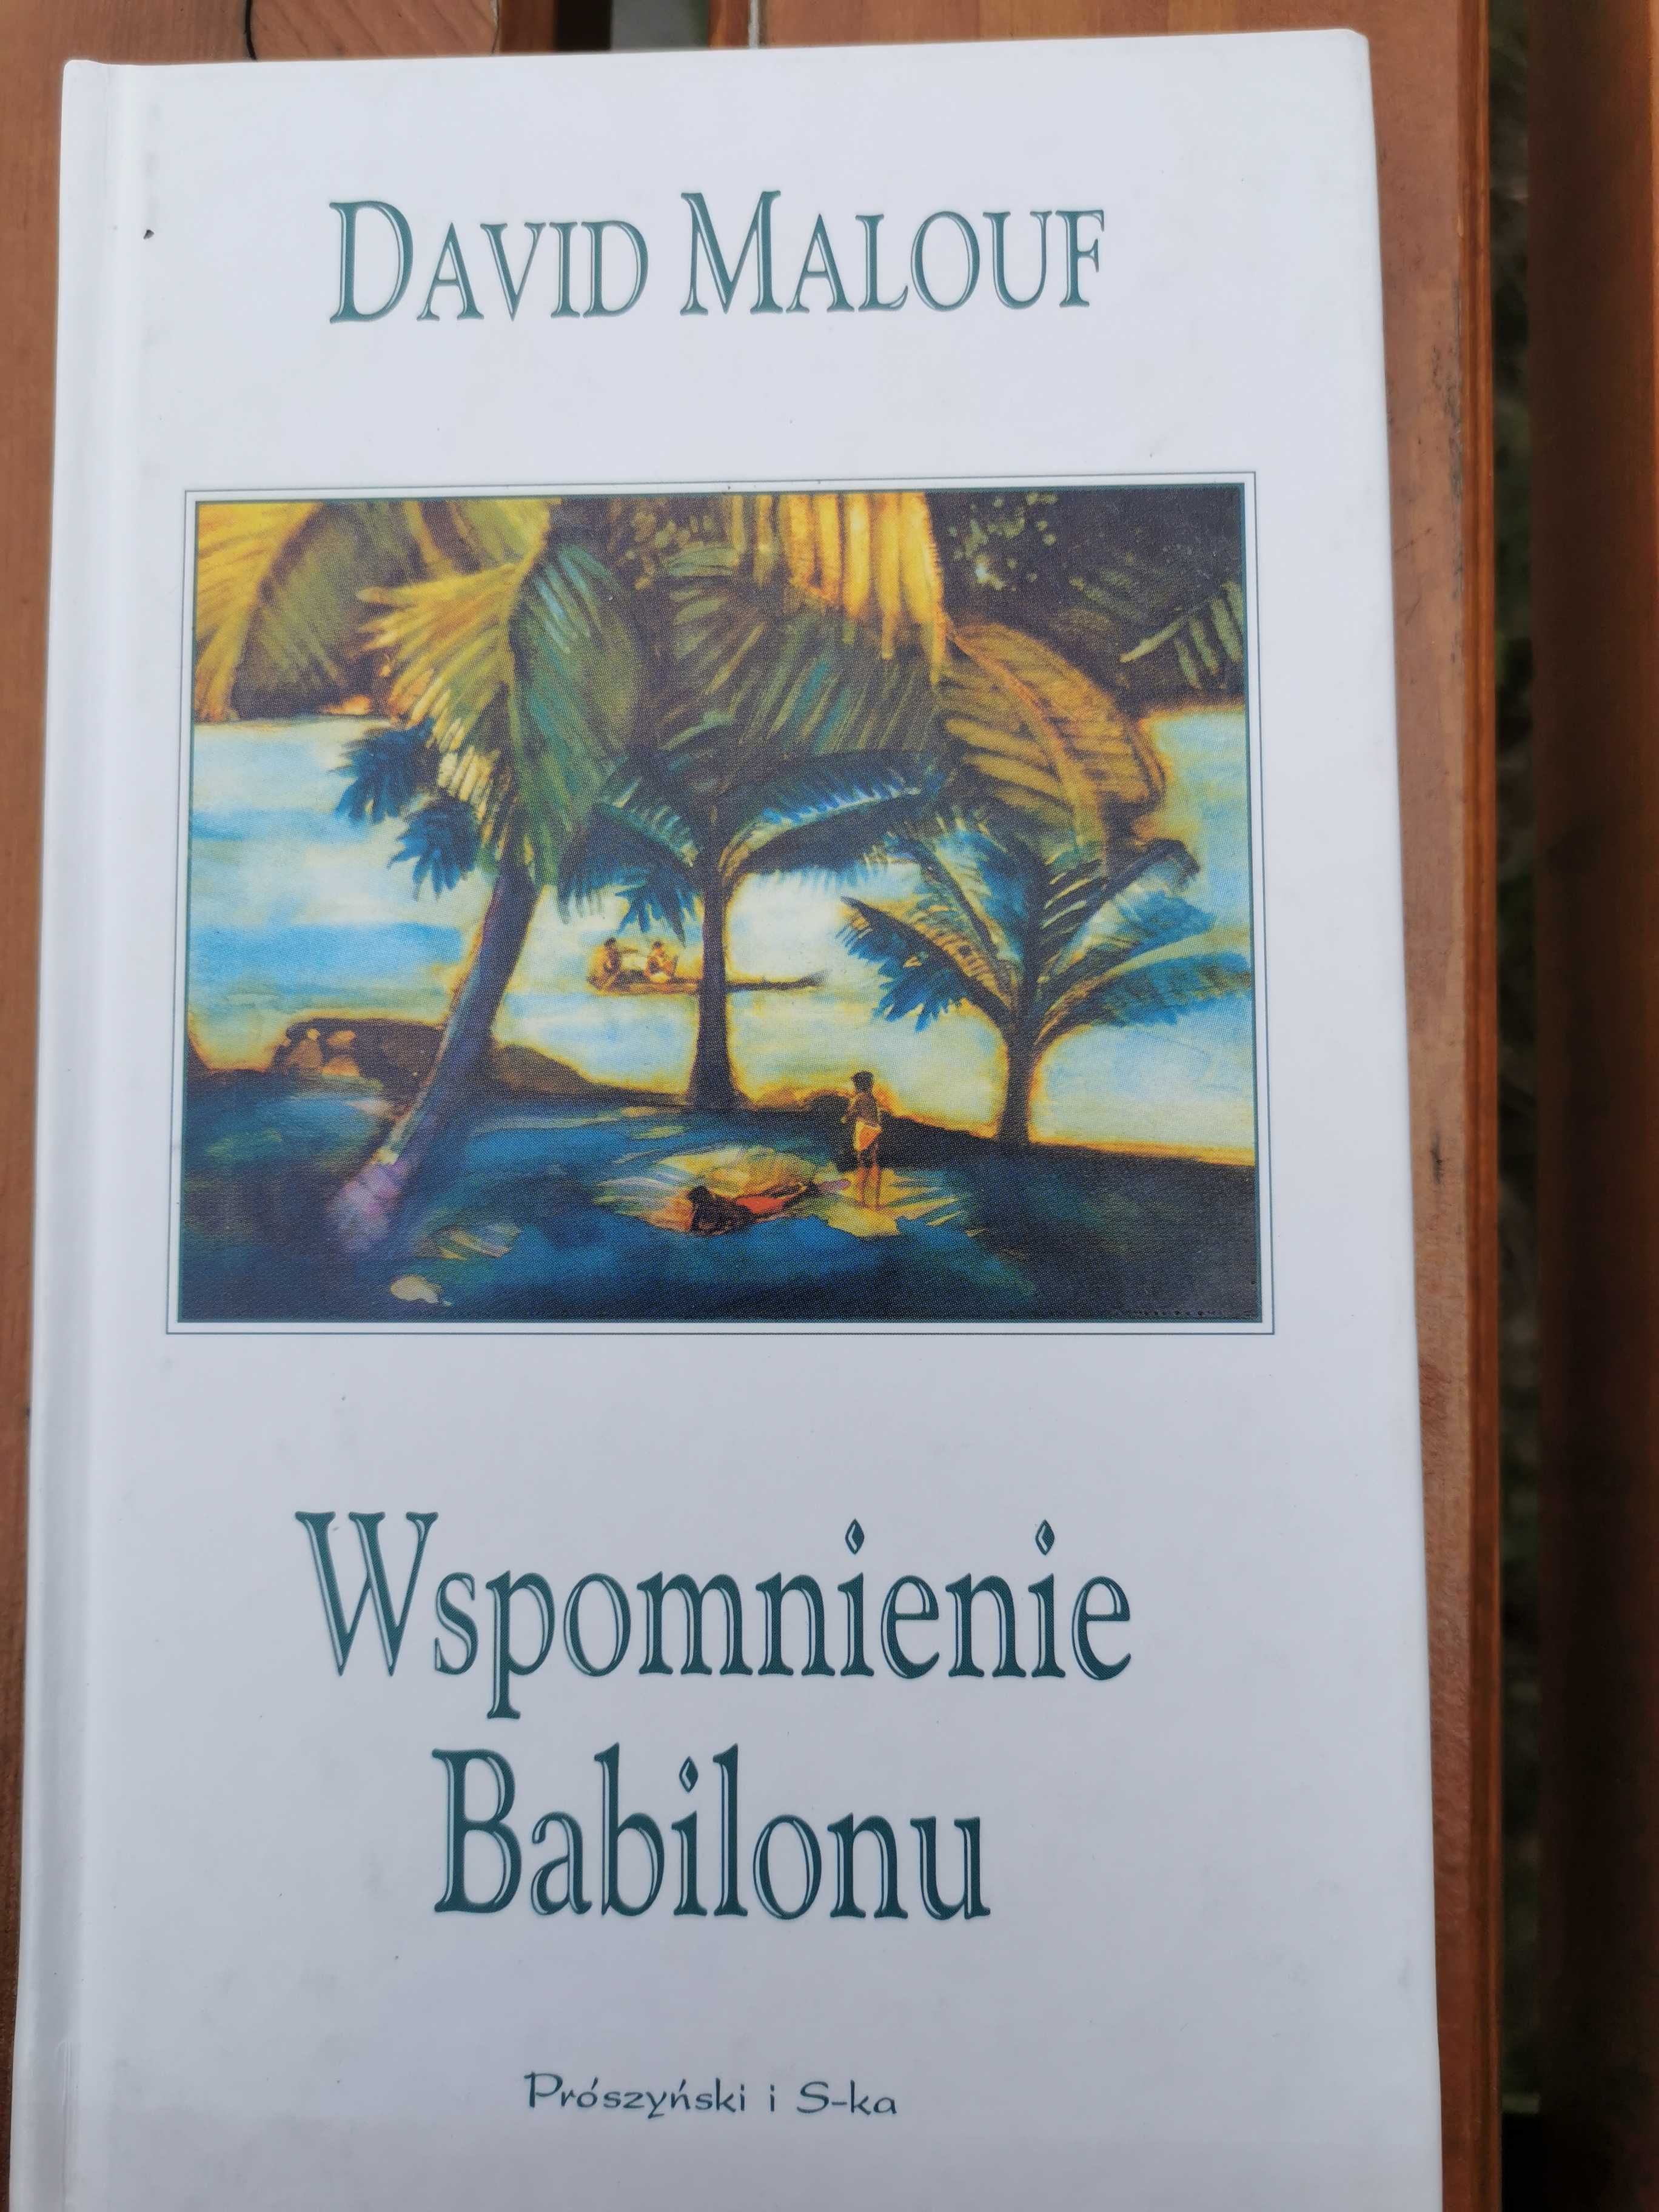 DAVID MALOUF
Wspomnienie
Babilonu
Prószyński i S-ka